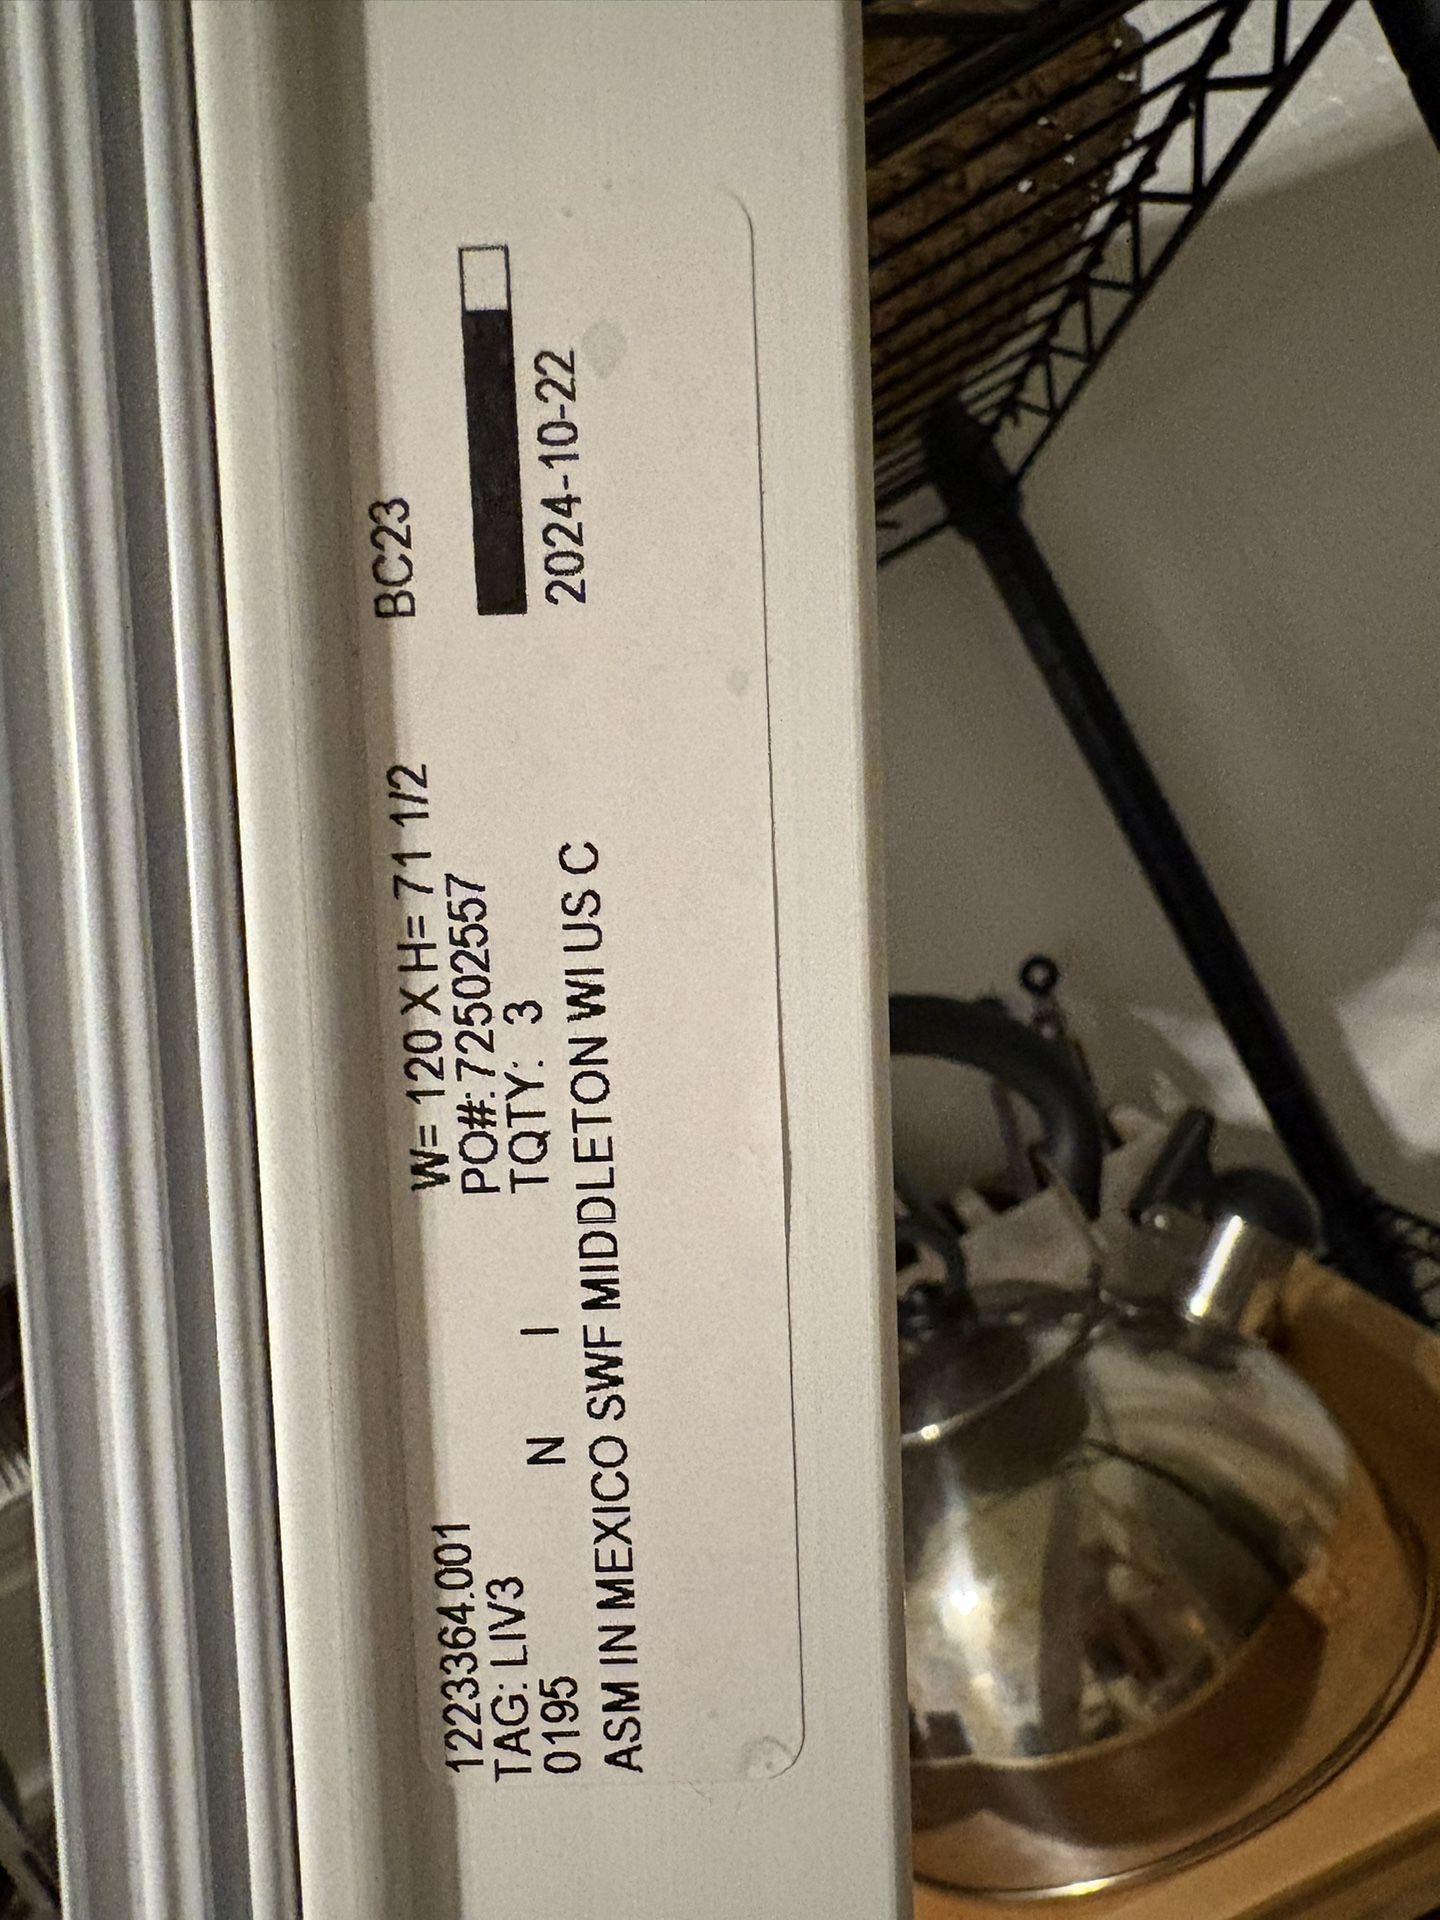 1223364.001 W= 120 X H= 71 1/2 BC23
TAG: LIV3 PO#: 72502557
0195 N I TQTY: 3
ASM IN MEXICO SWF MIDDLETON WI US C 2024-10-22